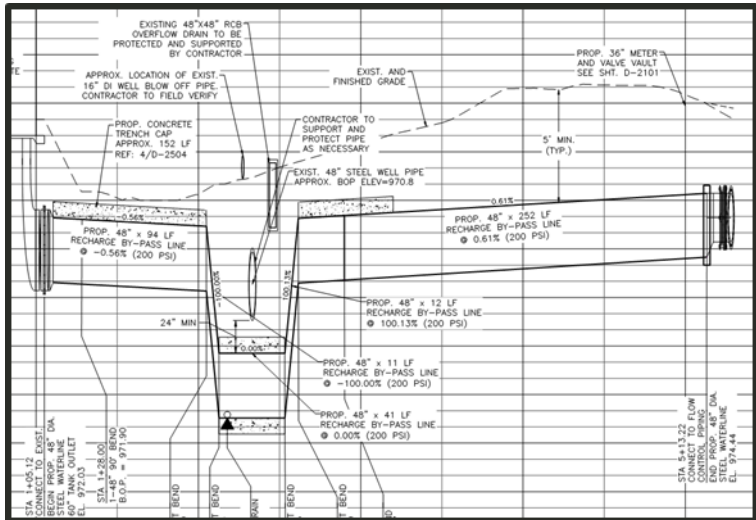 EXISTING 48"X48" RCB
OVERFLOW DRAIN TO BE
PROTECTED AND SUPPORTED
BY CONTRACTOR
TE
APPROX. LOCATION OF EXIST.
16" DI WELL BLOW OFF PIPE.
CONTRACTOR TO FIELD VERIFY
EXIST. AND
FINISHED GRADE
PROP. 36" METER
AND VALVE VAULT
SEE SHT. D-2101
PROP. CONCRETE
TRENCH CAP
APPROX. 152 LF
REF: 4/D-2504
CONTRACTOR TO
SUPPORT AND
PROTECT PIPE
AS NECESSARY
5' MIN.
(TYP.)
EXIST. 48" STEEL WELL PIPE
APPROX. BOP ELEV=970.8
-0.56%
0.61%
PROP. 48" x 94 LF
RECHARGE BY-PASS LINE
@ -0.56% (200 PSI)
PROP. 48" x 252 LF
RECHARGE BY-PASS LINE
@ 0.61% (200 PSI)
-100.00%
100.13%
PROP. 48" x 12 LF
RECHARGE BY-PASS LINE
@ 100.13% (200 PSI)
24" MIN
0.00%
PROP. 48" x 11 LF
RECHARGE BY-PASS LINE
@ -100.00% (200 PSI)
PROP. 48" x 41 LF
RECHARGE BY-PASS LINE
@ 0.00% (200 PSI)
STA 1+05.12
CONNECT TO EXIST.
BEGIN PROP. 48" DIA.
STEEL WATERLINE
60" TANK OUTLET
EL. 972.03
STA 1+28.00
1-48" 90° BEND
B.O.P. = 971.90
T BEND
T BEND
RAIN
T BEND
STA 5+13.22
CONNECT TO FLOW
CONTROL PIPING
END PROP. 48" DIA.
STEEL WATERLINE
EL. 974.44